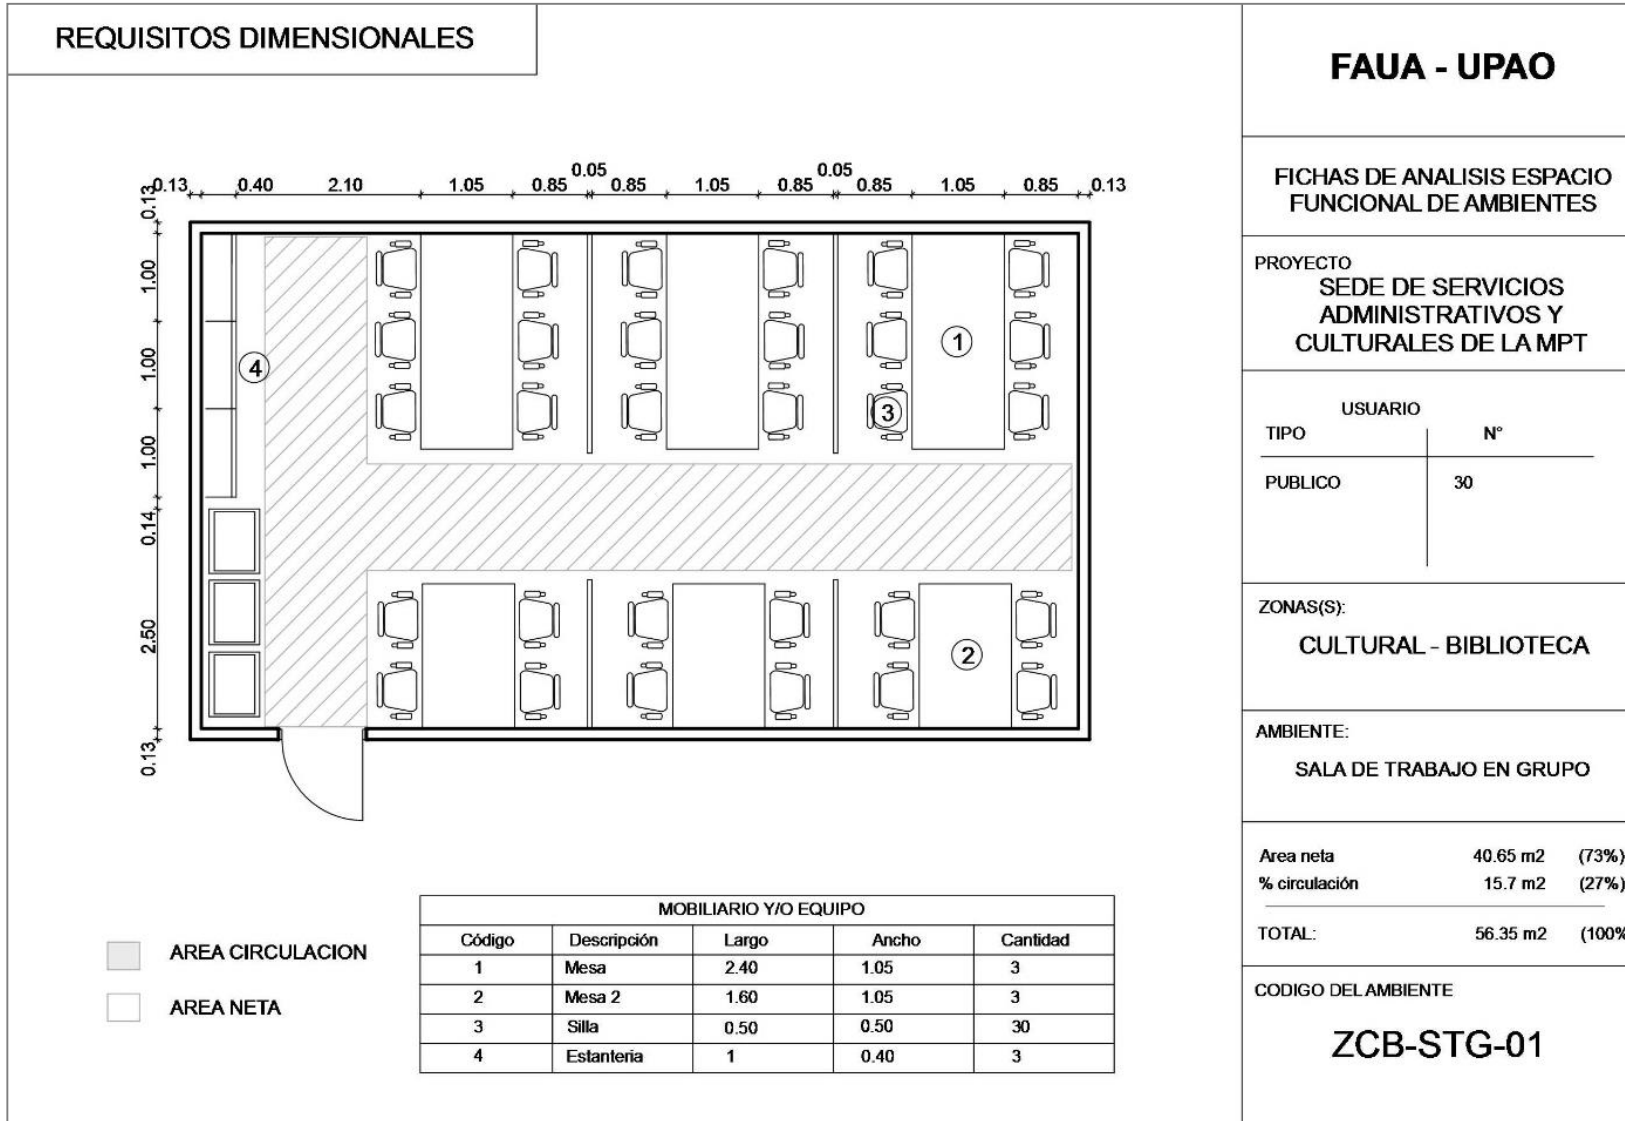 REQUISITOS DIMENSIONALES
0.05 0.05
0.13 0.40 2.10 1.05 0.85 0.85 1.05 0.85 0.85 1.05 0.85 0.13
0.13
1.00
1.00
1.00
0.14
2.50
0.13
1
4
3
2
AREA CIRCULACION
AREA NETA
MOBILIARIO Y/O EQUIPO
Código Descripción Largo Ancho Cantidad
1 Mesa 2.40 1.05 3
2 Mesa 2 1.60 1.05 3
3 Silla 0.50 0.50 30
4 Estanteria 1 0.40 3
FAUA - UPAO
FICHAS DE ANALISIS ESPACIO
FUNCIONAL DE AMBIENTES
PROYECTO
SEDE DE SERVICIOS
ADMINISTRATIVOS Y
CULTURALES DE LA MPT
USUARIO
TIPO N°
PUBLICO 30
ZONAS(S):
CULTURAL - BIBLIOTECA
AMBIENTE:
SALA DE TRABAJO EN GRUPO
Area neta 40.65 m2 (73%)
% circulación 15.7 m2 (27%)
TOTAL: 56.35 m2 (100%
CODIGO DEL AMBIENTE
ZCB-STG-01